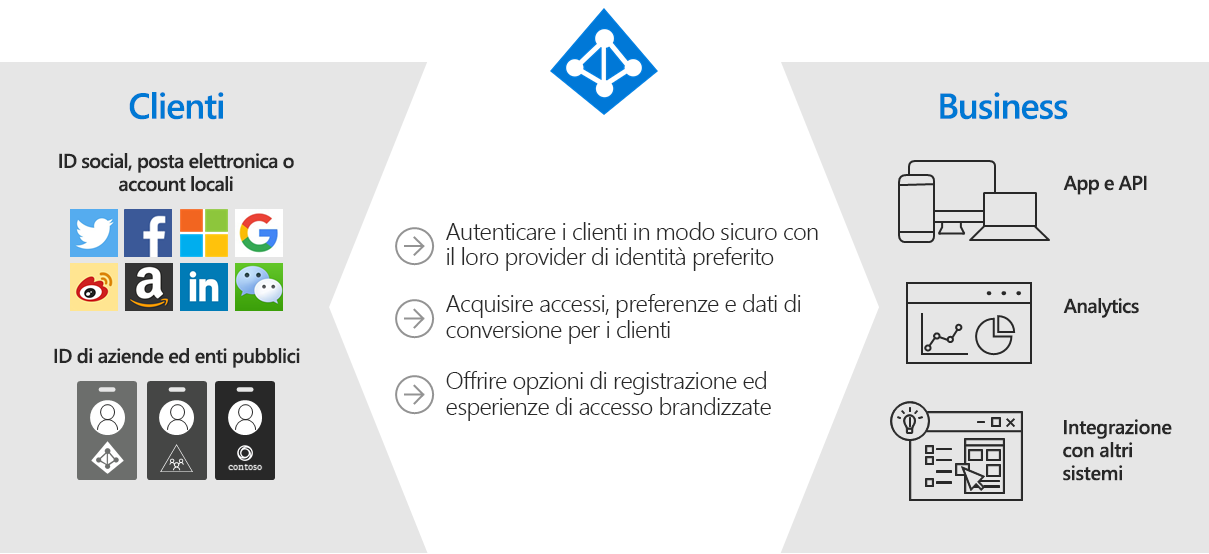 Clienti
ID social, posta elettronica o
account locali
ID di aziende ed enti pubblici
contoso
Autenticare i clienti in modo sicuro con
il loro provider di identità preferito
Acquisire accessi, preferenze e dati di
conversione per i clienti
Offrire opzioni di registrazione ed
esperienze di accesso brandizzate
Business
App e API
Analytics
Integrazione
con altri
sistemi